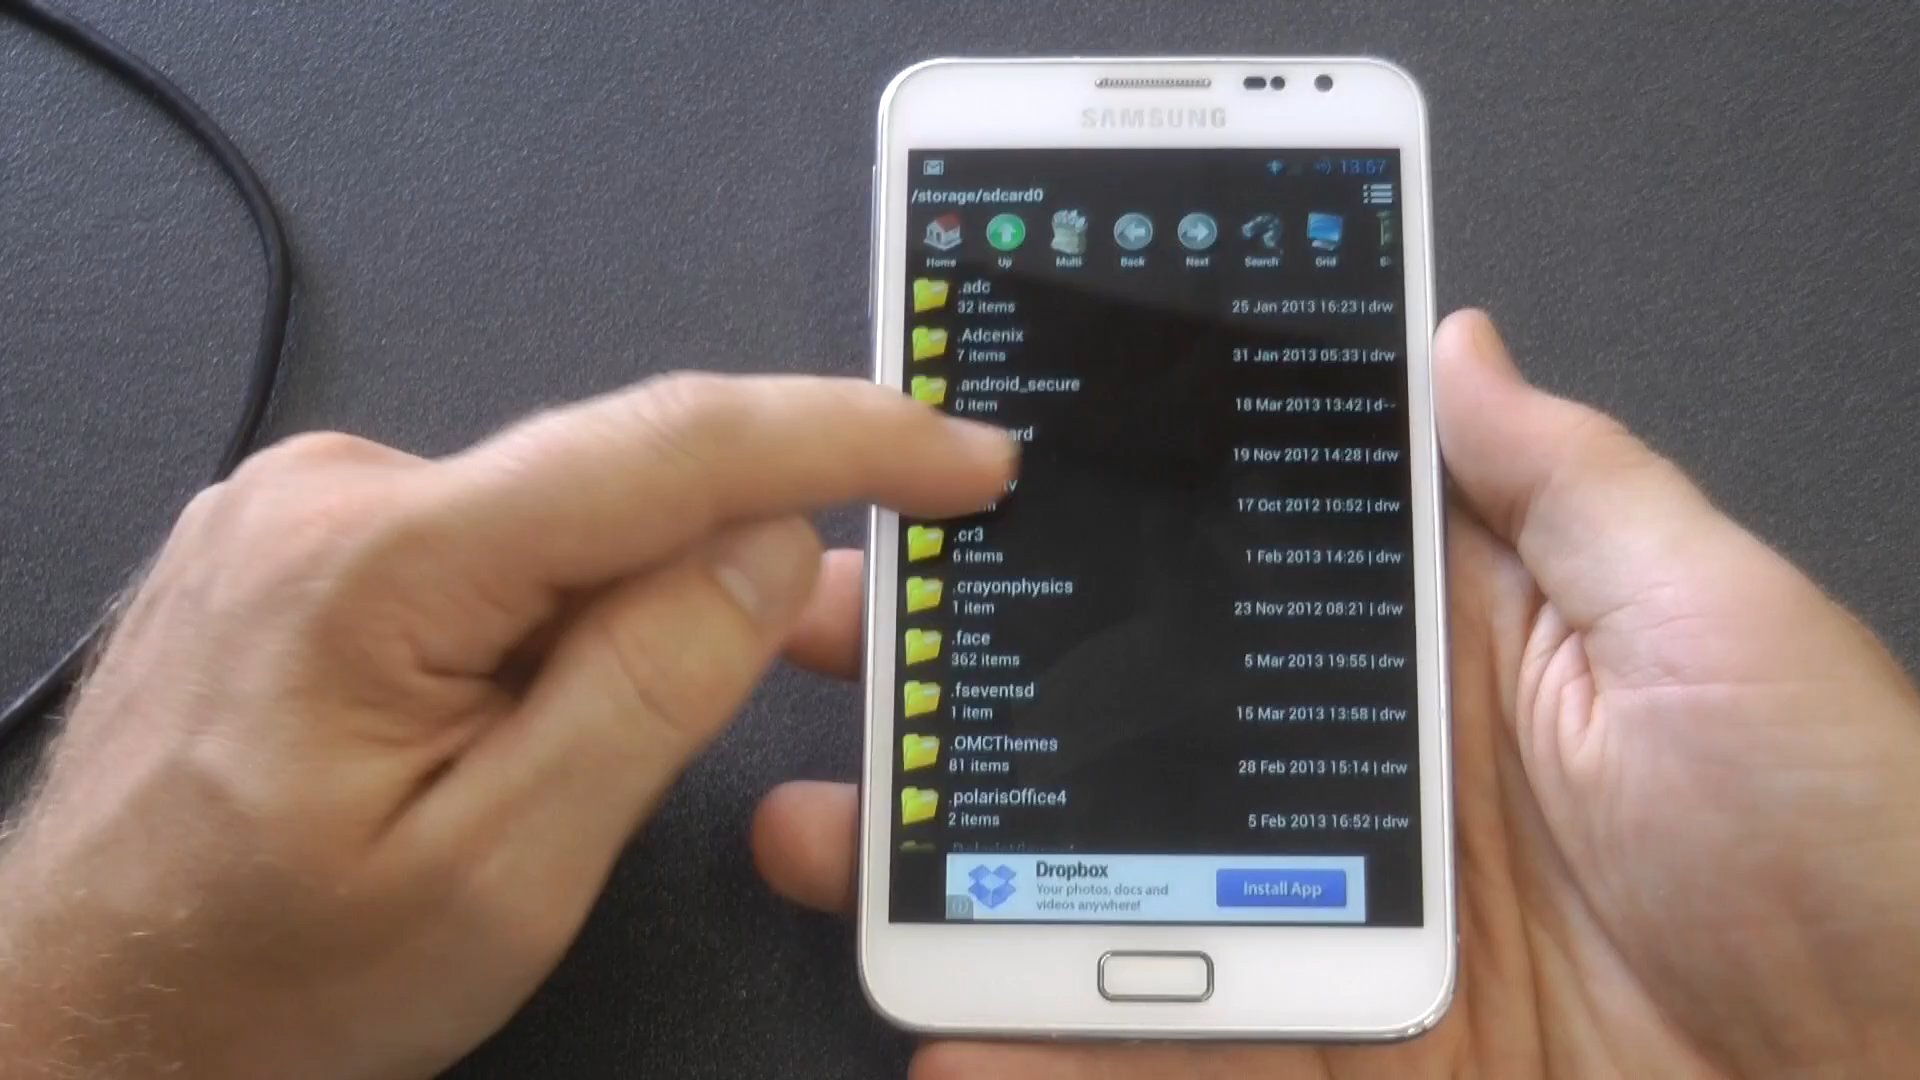 SAMSUNG
13:57
/storage/sdcard0
Home Up Multi Back Next Search Grid
.adc
32 items 25 Jan 2013 16:23 | drw
.Adcenix
7 items 31 Jan 2013 05:33 | drw
.android_secure
0 item 18 Mar 2013 13:42 | d--
19 Nov 2012 14:28 | drw
17 Oct 2012 10:52 | drw
.cr3
6 items 1 Feb 2013 14:26 | drw
.crayonphysics
1 item 23 Nov 2012 08:21 | drw
.face
362 items 5 Mar 2013 19:55 | drw
.fseventsd
1 item 15 Mar 2013 13:58 | drw
.OMCThemes
81 items 28 Feb 2013 15:14 | drw
.polarisOffice4
2 items 5 Feb 2013 16:52 | drw
Dropbox
Your photos, docs and
videos anywhere!
Install App